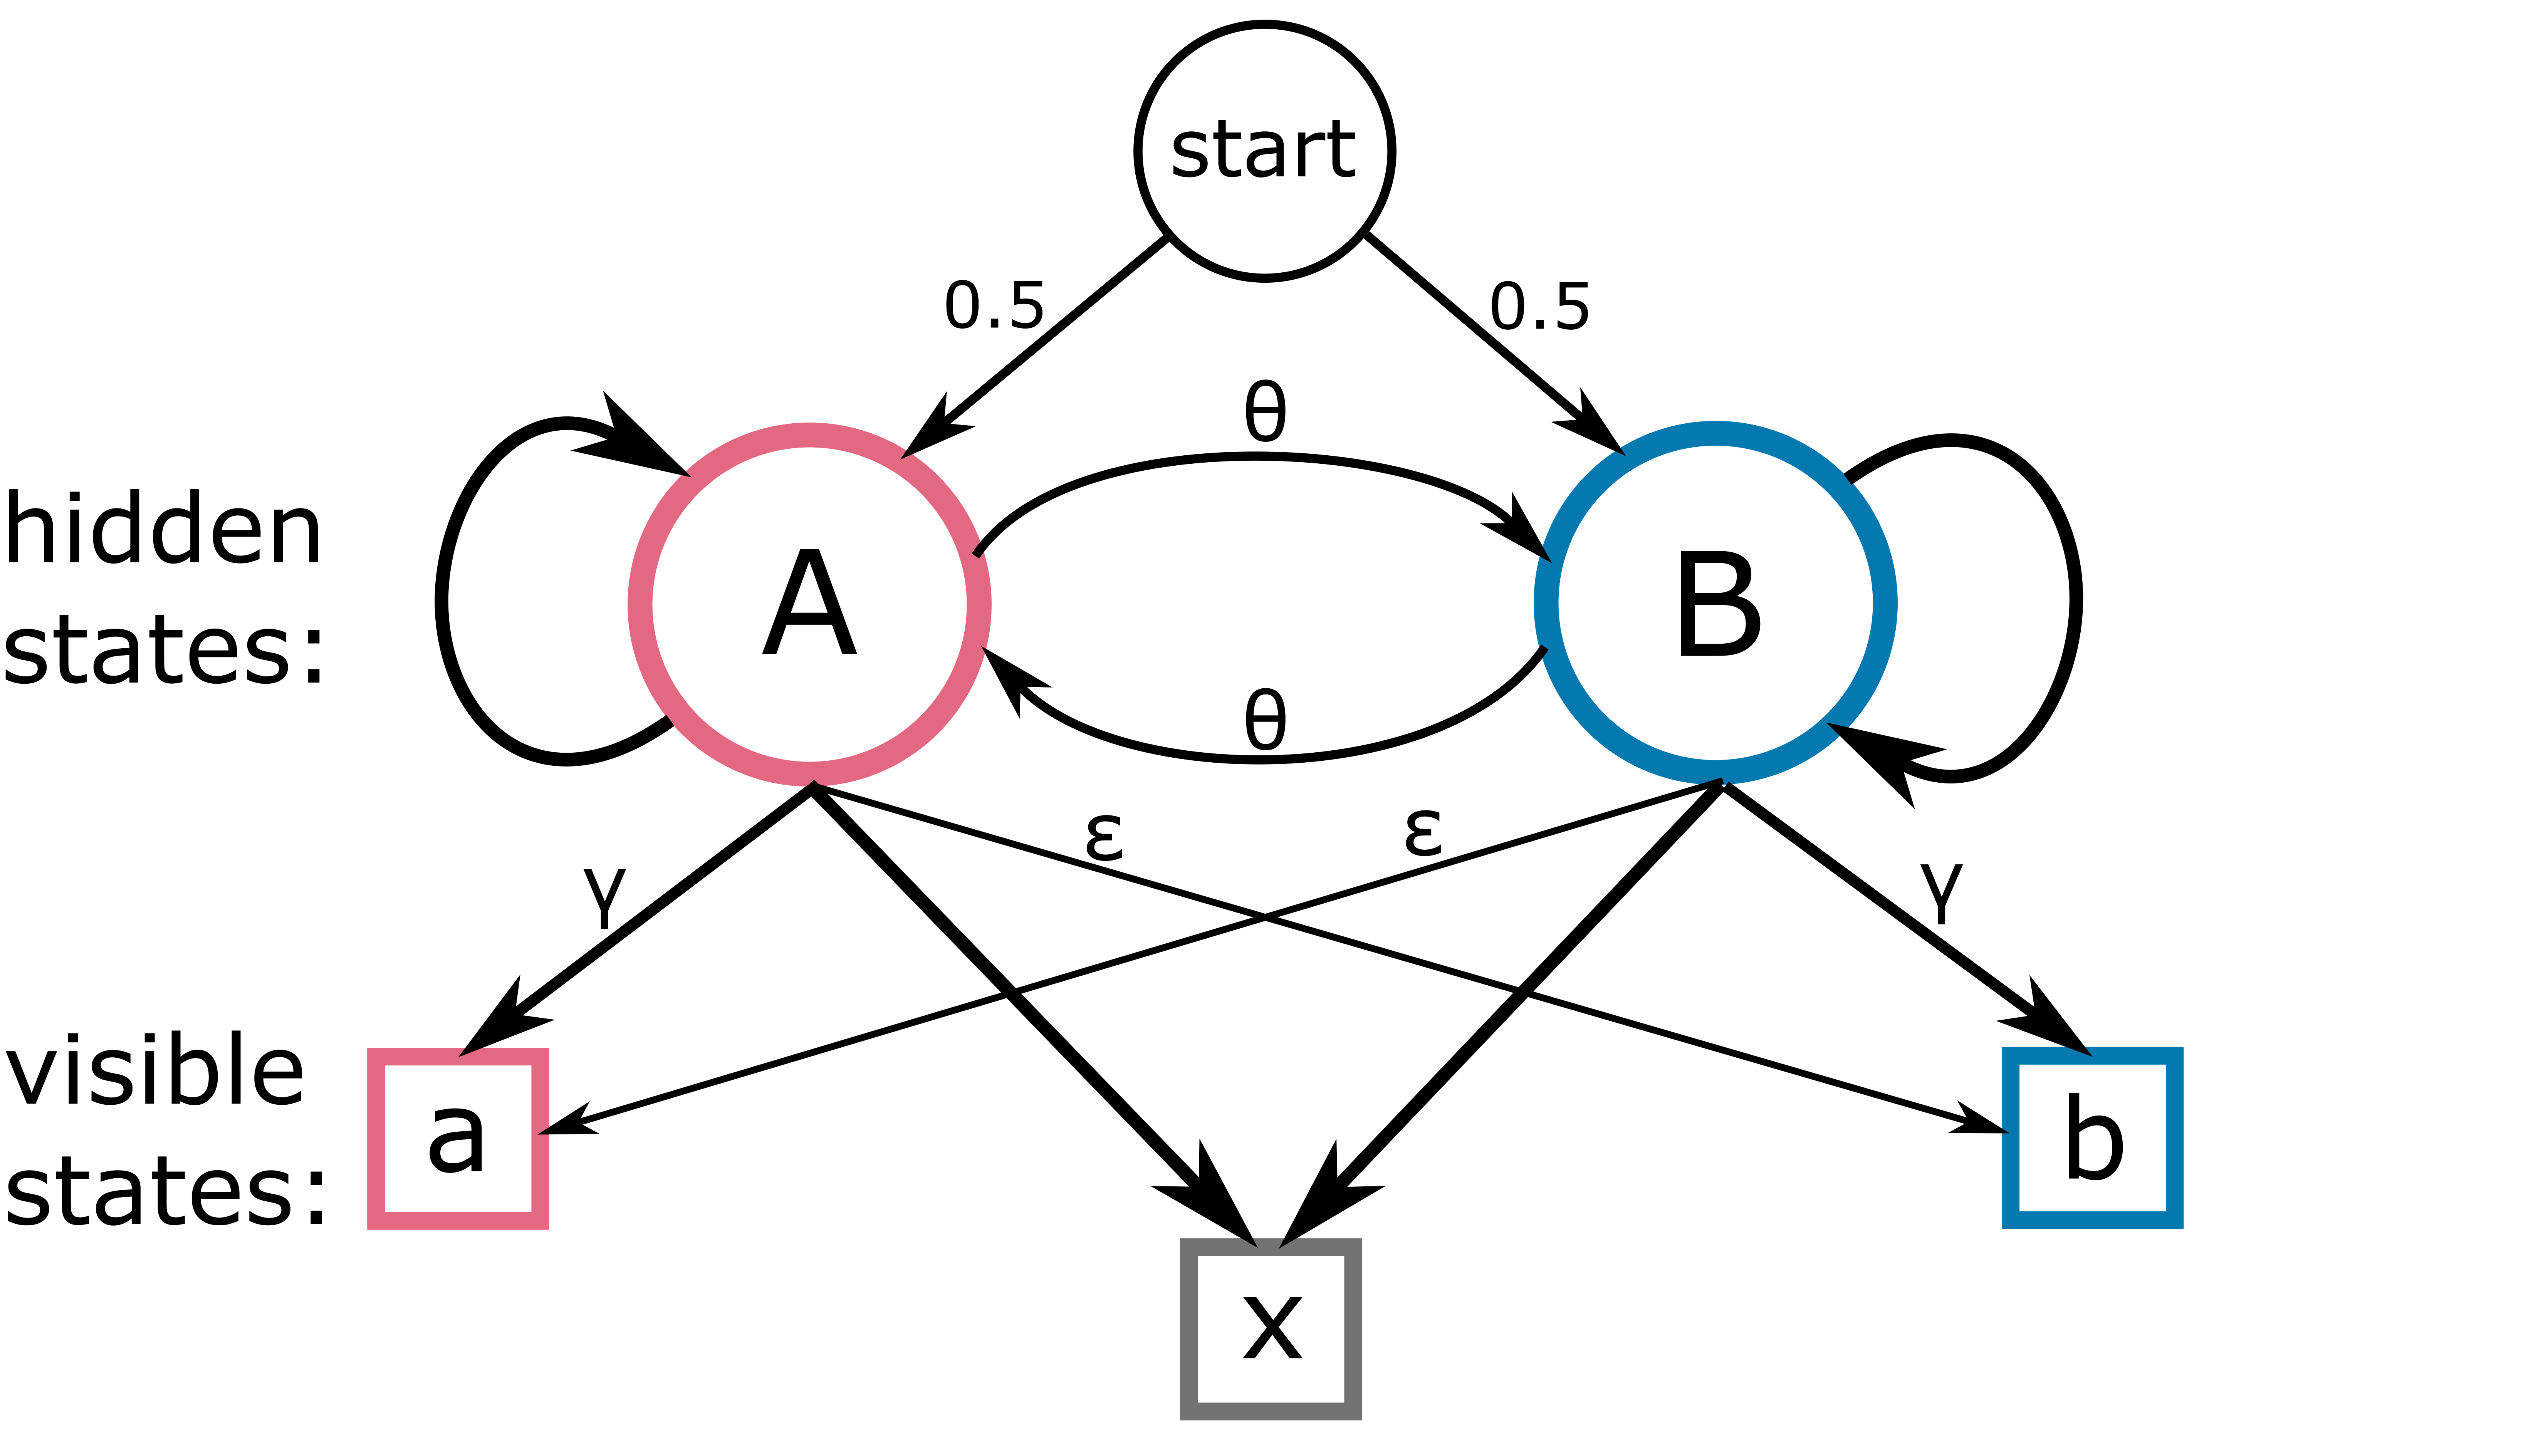 start
0.5 0.5
θ
hidden
states:
A B
θ
ε ε
γ γ
visible
states:
a b
x